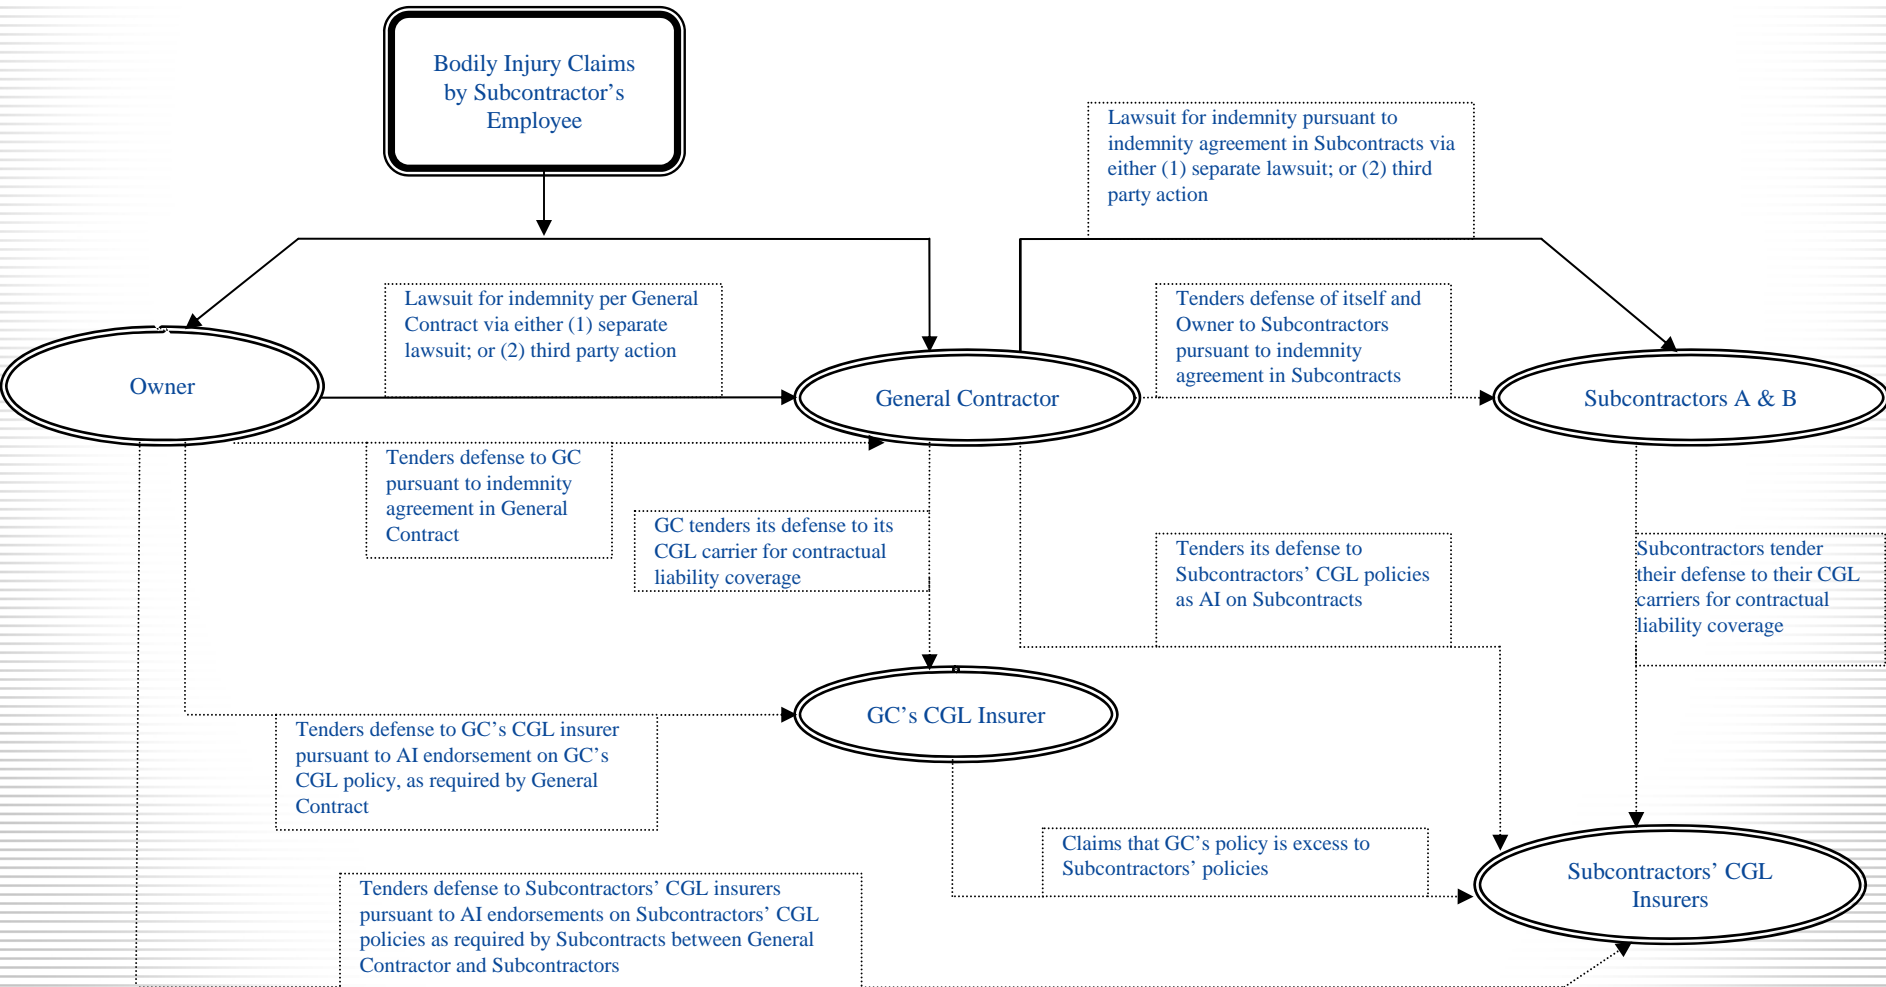 Bodily Injury Claims
by Subcontractor’s
Employee
Lawsuit for indemnity pursuant to
indemnity agreement in Subcontracts via
either (1) separate lawsuit; or (2) third
party action
Lawsuit for indemnity per General
Contract via either (1) separate
lawsuit; or (2) third party action
Tenders defense of itself and
Owner to Subcontractors
pursuant to indemnity
agreement in Subcontracts
Owner
General Contractor
Subcontractors A & B
Tenders defense to GC
pursuant to indemnity
agreement in General
Contract
GC tenders its defense to its
CGL carrier for contractual
liability coverage
Tenders its defense to
Subcontractors’ CGL policies
as AI on Subcontracts
Subcontractors tender
their defense to their CGL
carriers for contractual
liability coverage
GC’s CGL Insurer
Tenders defense to GC’s CGL insurer
pursuant to AI endorsement on GC’s
CGL policy, as required by General
Contract
Claims that GC’s policy is excess to
Subcontractors’ policies
Subcontractors’ CGL
Insurers
Tenders defense to Subcontractors’ CGL insurers
pursuant to AI endorsements on Subcontractors’ CGL
policies as required by Subcontracts between General
Contractor and Subcontractors